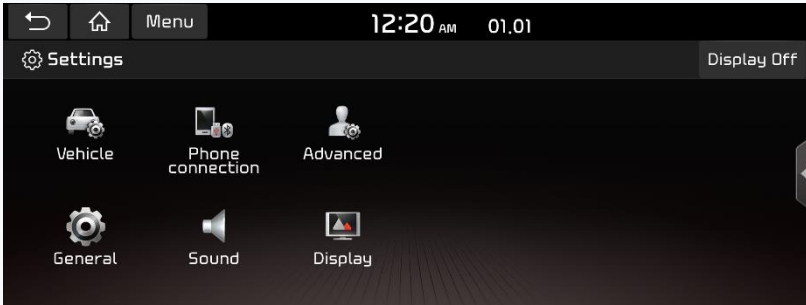 Menu
12:20 AM 01.01
Settings
Display Off
Vehicle
Phone
connection
Advanced
General
Sound
Display